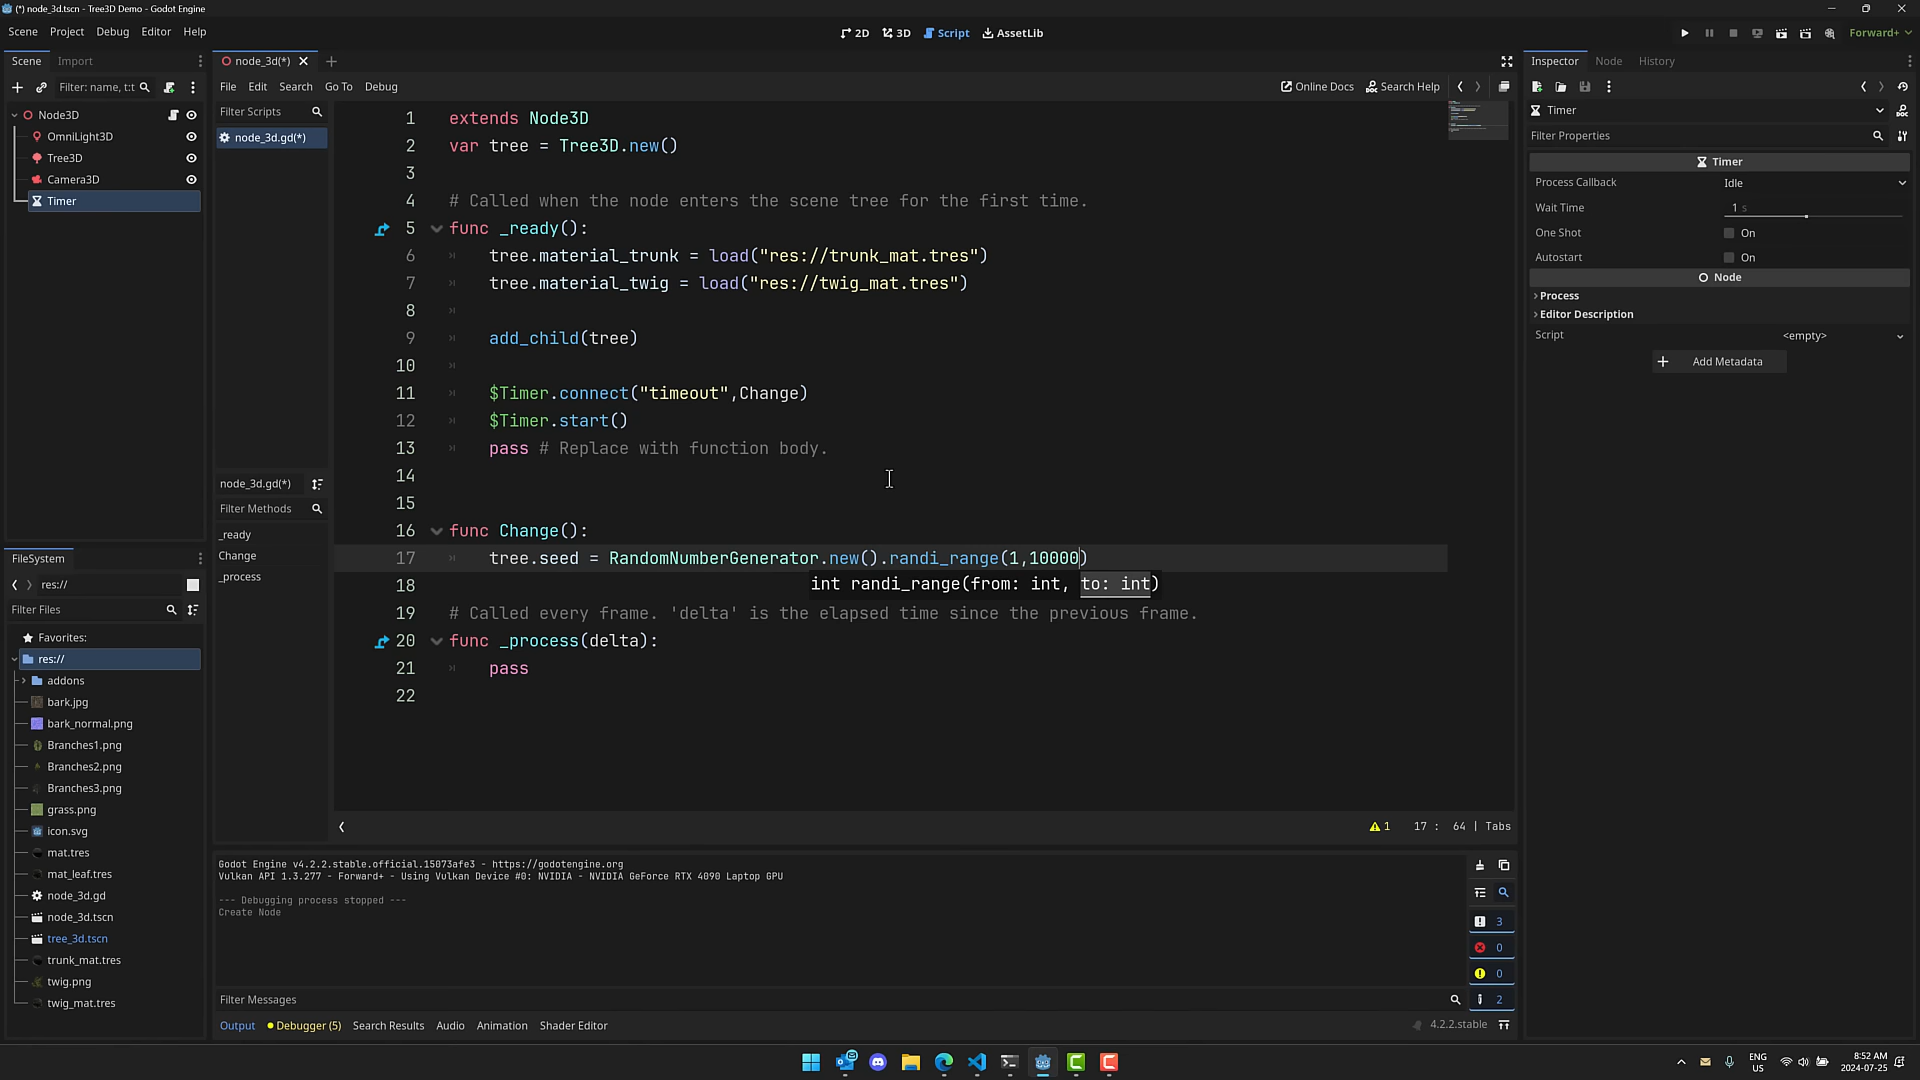 (*) node_3d.tscn - Tree3D Demo - Godot Engine
Scene Project Debug Editor Help
2D 3D Script AssetLib
Forward+
Scene Import
Filter: name, t:t
Node3D
OmniLight3D
Tree3D
Camera3D
Timer
FileSystem
res://
Filter Files
Favorites:
res://
addons
bark.jpg
bark_normal.png
Branches1.png
Branches2.png
Branches3.png
grass.png
icon.svg
mat.tres
mat_leaf.tres
node_3d.gd
node_3d.tscn
tree_3d.tscn
trunk_mat.tres
twig.png
twig_mat.tres
node_3d(*)
File Edit Search Go To Debug
Online Docs Search Help
Filter Scripts
node_3d.gd(*)
node_3d.gd(*)
Filter Methods
_ready
Change
_process
1 extends Node3D
2 var tree = Tree3D.new()
3
4 # Called when the node enters the scene tree for the first time.
5 func _ready():
6 tree.material_trunk = load("res://trunk_mat.tres")
7 tree.material_twig = load("res://twig_mat.tres")
8
9 add_child(tree)
10
11 $Timer.connect("timeout",Change)
12 $Timer.start()
13 pass # Replace with function body.
14
15
16 func Change():
17 tree.seed = RandomNumberGenerator.new().randi_range(1,10000)
int randi_range(from: int, to: int)
18
19 # Called every frame. 'delta' is the elapsed time since the previous frame.
20 func _process(delta):
21 pass
22
1 17 : 64 | Tabs
Godot Engine v4.2.2.stable.official.15073afe3 - https://godotengine.org
Vulkan API 1.3.277 - Forward+ - Using Vulkan Device #0: NVIDIA - NVIDIA GeForce RTX 4090 Laptop GPU
--- Debugging process stopped ---
Create Node
3
0
0
2
Filter Messages
Output Debugger (5) Search Results Audio Animation Shader Editor
4.2.2.stable
Inspector Node History
Timer
Filter Properties
Timer
Process Callback Idle
Wait Time 1 s
One Shot On
Autostart On
Node
Process
Editor Description
Script <empty>
Add Metadata
ENG
US
8:52 AM
2024-07-25